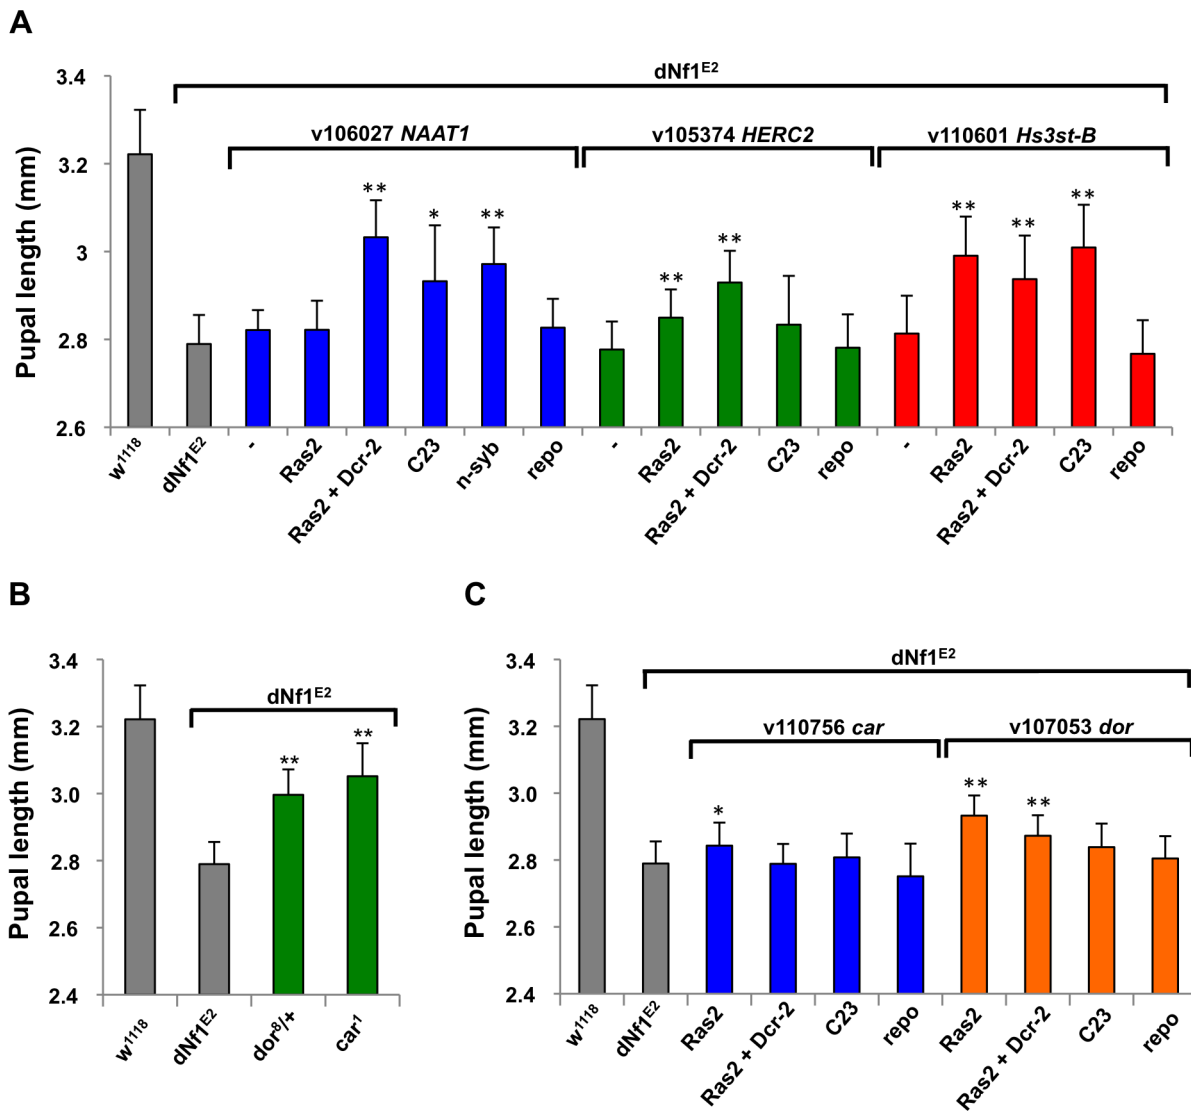 A
dNf1E2
v106027 NAAT1
v105374 HERC2
v110601 Hs3st-B
Pupal length (mm)
3.4
3.2
3
2.8
2.6
** * ** ** ** ** ** **
w1118
dNf1E2
-
Ras2
Ras2 + Dcr-2
C23
n-syb
repo
-
Ras2
Ras2 + Dcr-2
C23
repo
-
Ras2
Ras2 + Dcr-2
C23
repo
B
dNf1E2
Pupal length (mm)
3.4
3.2
3.0
2.8
2.6
2.4
** **
w1118
dNf1E2
dor8/+
car1
C
dNf1E2
v110756 car
v107053 dor
Pupal length (mm)
3.4
3.2
3.0
2.8
2.6
2.4
* ** **
w1118
dNf1E2
Ras2
Ras2 + Dcr-2
C23
repo
Ras2
Ras2 + Dcr-2
C23
repo